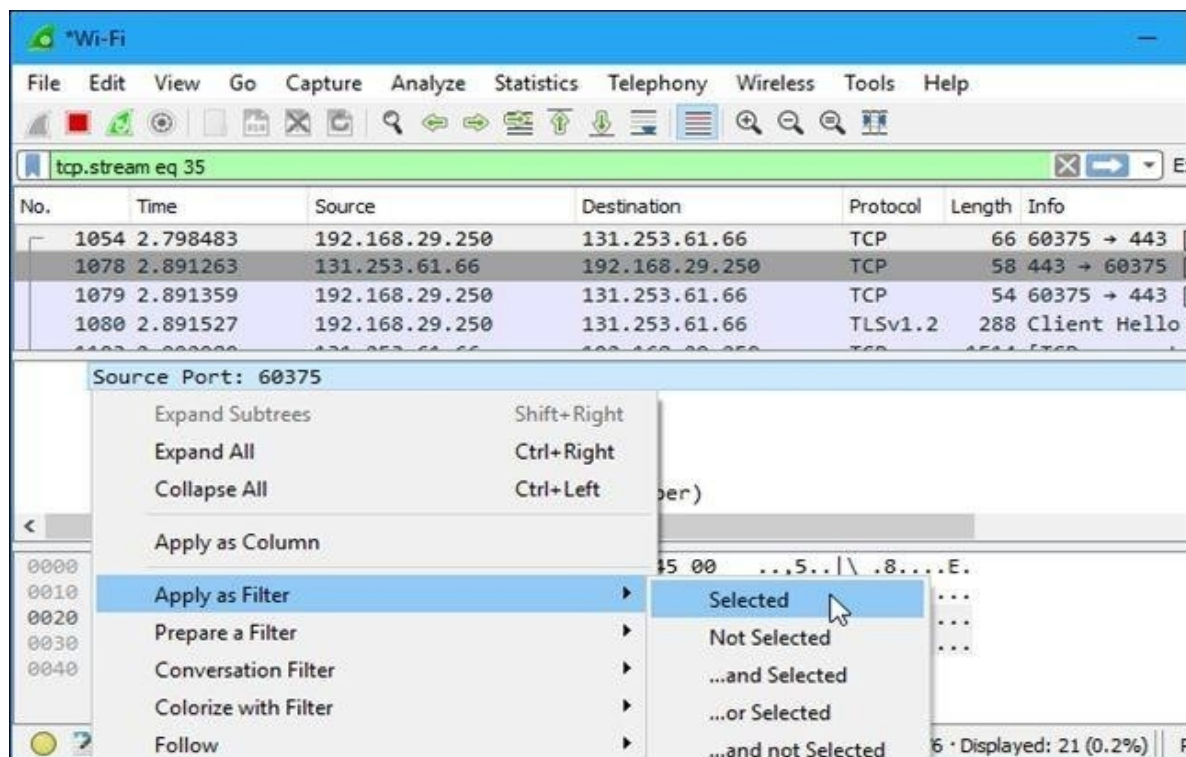 *Wi-Fi
File Edit View Go Capture Analyze Statistics Telephony Wireless Tools Help
tcp.stream eq 35
No. Time Source Destination Protocol Length Info
1054 2.798483 192.168.29.250 131.253.61.66 TCP 66 60375 → 443 [
1078 2.891263 131.253.61.66 192.168.29.250 TCP 58 443 → 60375 [
1079 2.891359 192.168.29.250 131.253.61.66 TCP 54 60375 → 443 [
1080 2.891527 192.168.29.250 131.253.61.66 TLSv1.2 288 Client Hello
Source Port: 60375
Expand Subtrees Shift+Right
Expand All Ctrl+Right
Collapse All Ctrl+Left
ber)
Apply as Column
0000 45 00 ..,5..|\ .8....E.
0010 Apply as Filter Selected ...
0020 Prepare a Filter Not Selected ...
0030 ...
0040 Conversation Filter ...and Selected
Colorize with Filter ...or Selected
Follow ...and not Selected
6 · Displayed: 21 (0.2%)